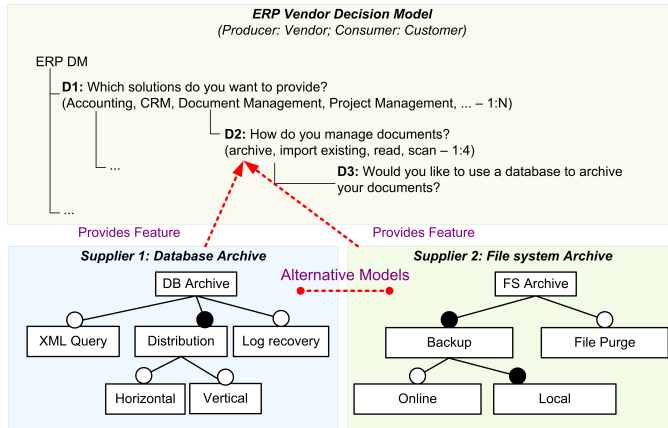 ERP Vendor Decision Model
(Producer: Vendor; Consumer: Customer)
ERP DM
D1: Which solutions do you want to provide?
(Accounting, CRM, Document Management, Project Management, ... – 1:N)
D2: How do you manage documents?
(archive, import existing, read, scan – 1:4)
...
D3: Would you like to use a database to archive
your documents?
...
Provides Feature
Provides Feature
Supplier 1: Database Archive
Supplier 2: File system Archive
Alternative Models
DB Archive
FS Archive
XML Query
Distribution
Log recovery
Backup
File Purge
Horizontal
Vertical
Online
Local